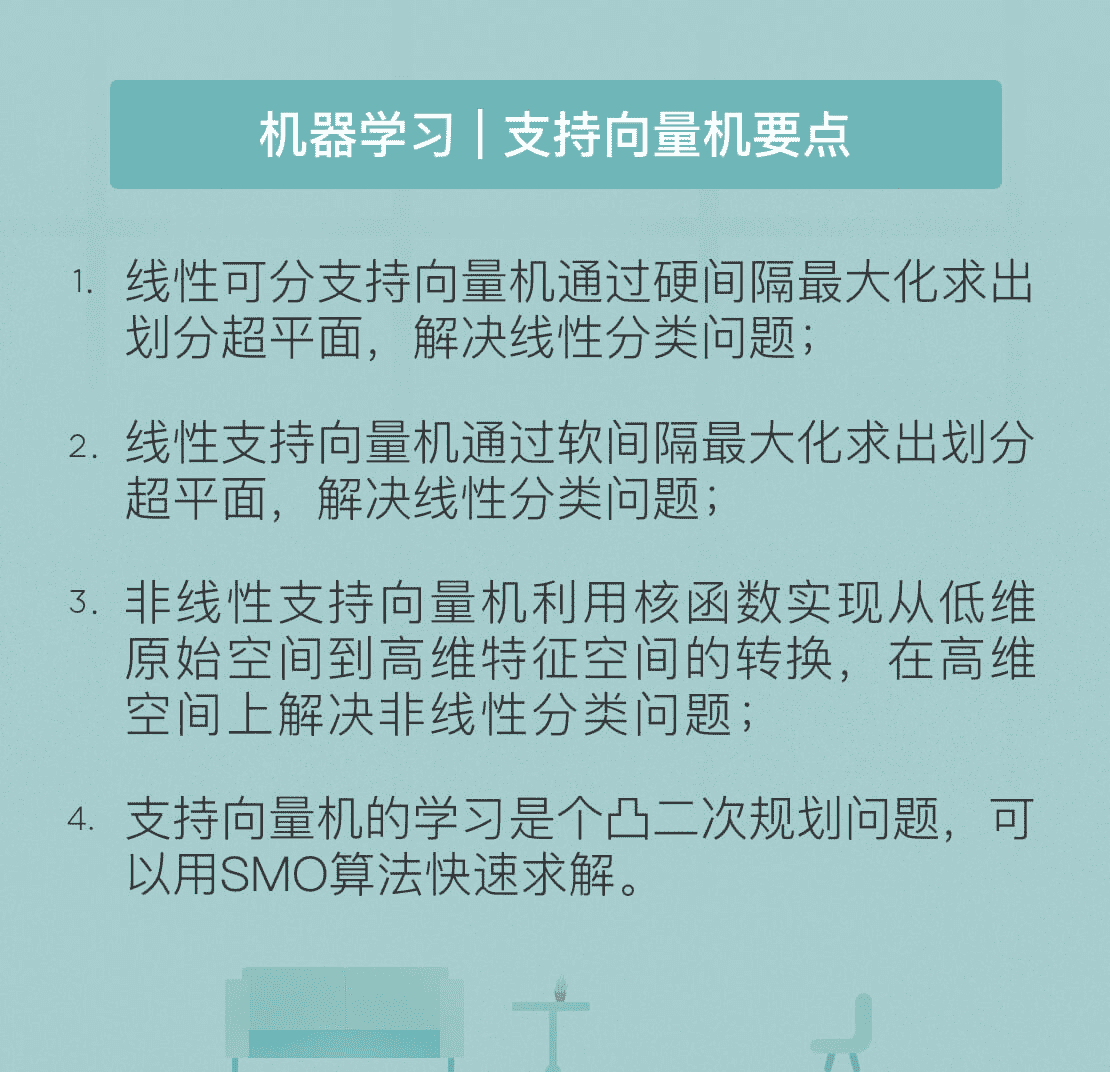 机器学习 | 支持向量机要点
1. 线性可分支持向量机通过硬间隔最大化求出
划分超平面，解决线性分类问题；
2. 线性支持向量机通过软间隔最大化求出划分
超平面，解决线性分类问题；
3. 非线性支持向量机利用核函数实现从低维
原始空间到高维特征空间的转换，在高维
空间上解决非线性分类问题；
4. 支持向量机的学习是个凸二次规划问题，可
以用SMO算法快速求解。